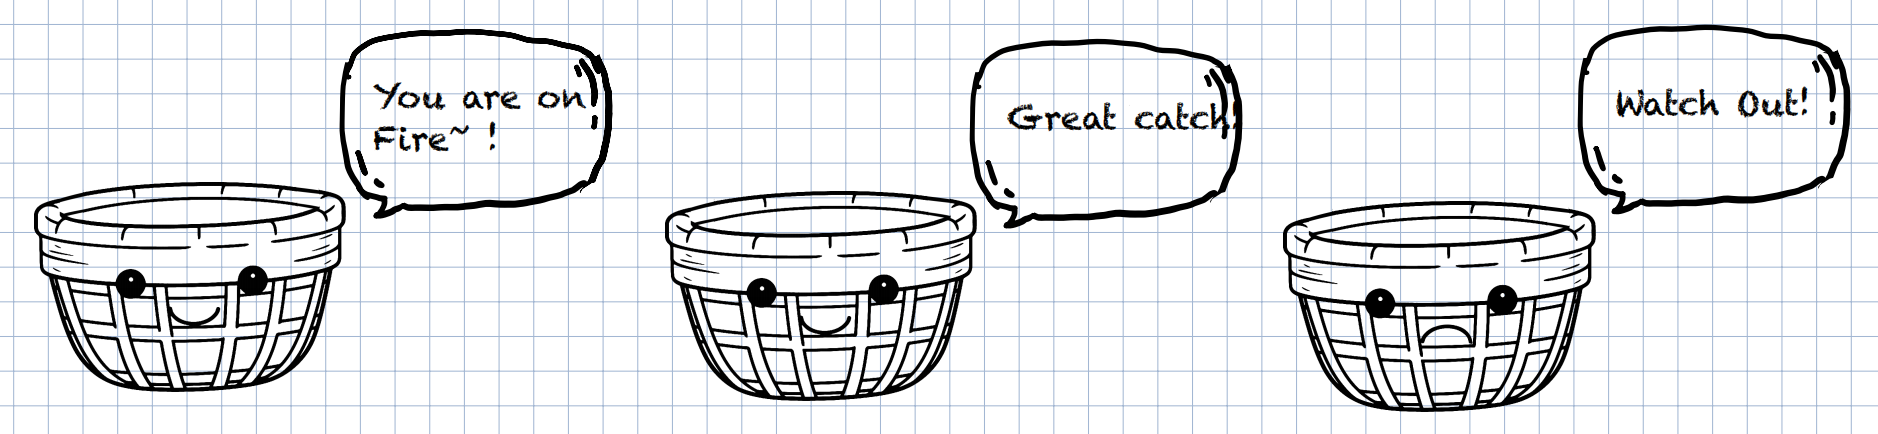 You are on
Fire~ !
Great catch!
Watch Out!